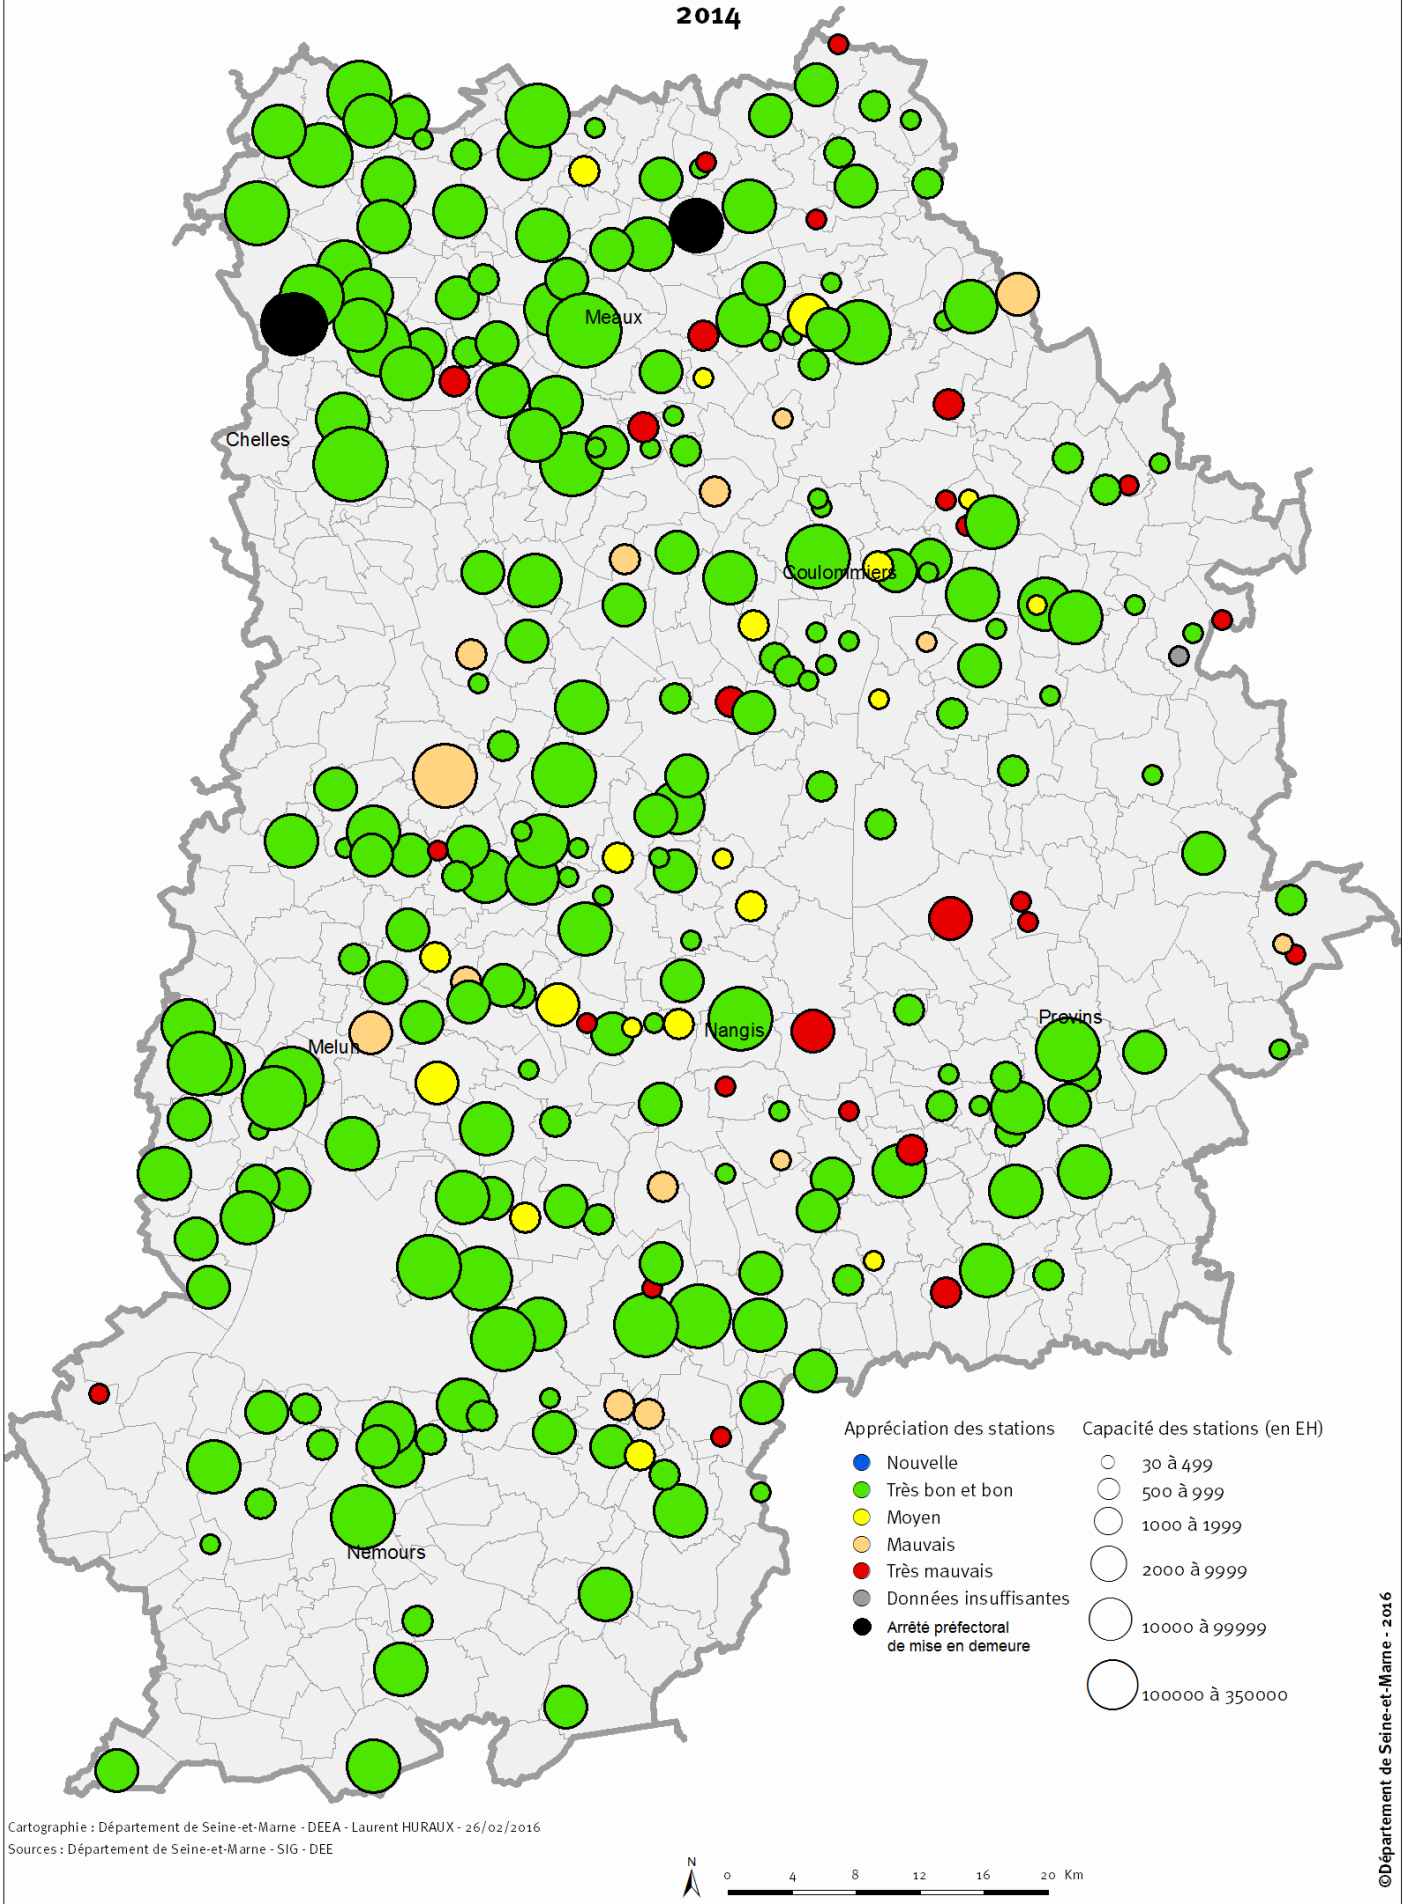 2014
Meaux
Chelles
Coulommiers
Provins
Nangis
Melun
Nemours
Appréciation des stations
Nouvelle
Très bon et bon
Moyen
Mauvais
Très mauvais
Données insuffisantes
Arrêté préfectoral
de mise en demeure
Capacité des stations (en EH)
30 à 499
500 à 999
1000 à 1999
2000 à 9999
10000 à 99999
100000 à 350000
©Département de Seine-et-Marne - 2016
Cartographie : Département de Seine-et-Marne - DEEA - Laurent HURAUX - 26/02/2016
Sources : Département de Seine-et-Marne - SIG - DEE
N
0 4 8 12 16 20 Km